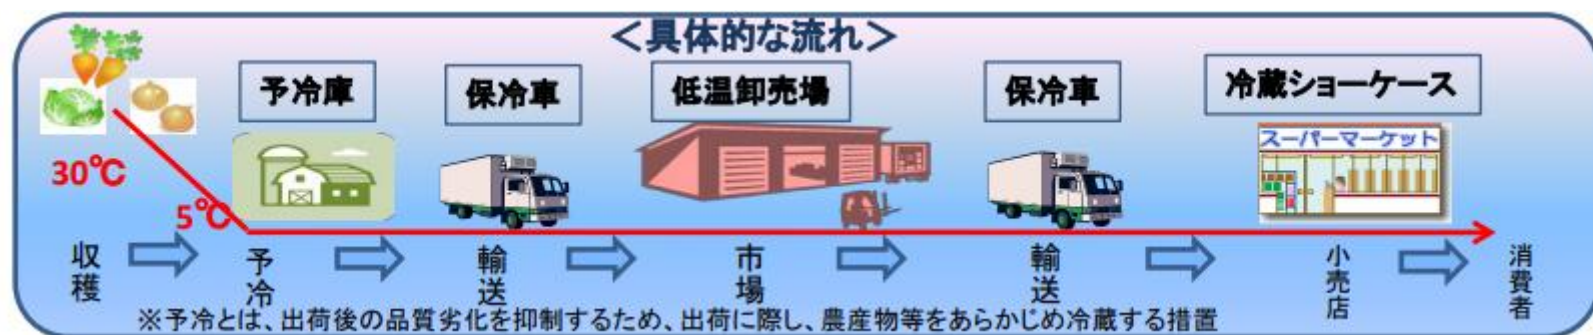 ＜具体的な流れ＞
予冷庫
保冷車
低温卸売場
保冷車
冷蔵ショーケース
スーパーマーケット
30℃
5℃
収穫
予冷
輸送
市場
輸送
小売店
消費者
※予冷とは、出荷後の品質劣化を抑制するため、出荷に際し、農産物等をあらかじめ冷蔵する措置